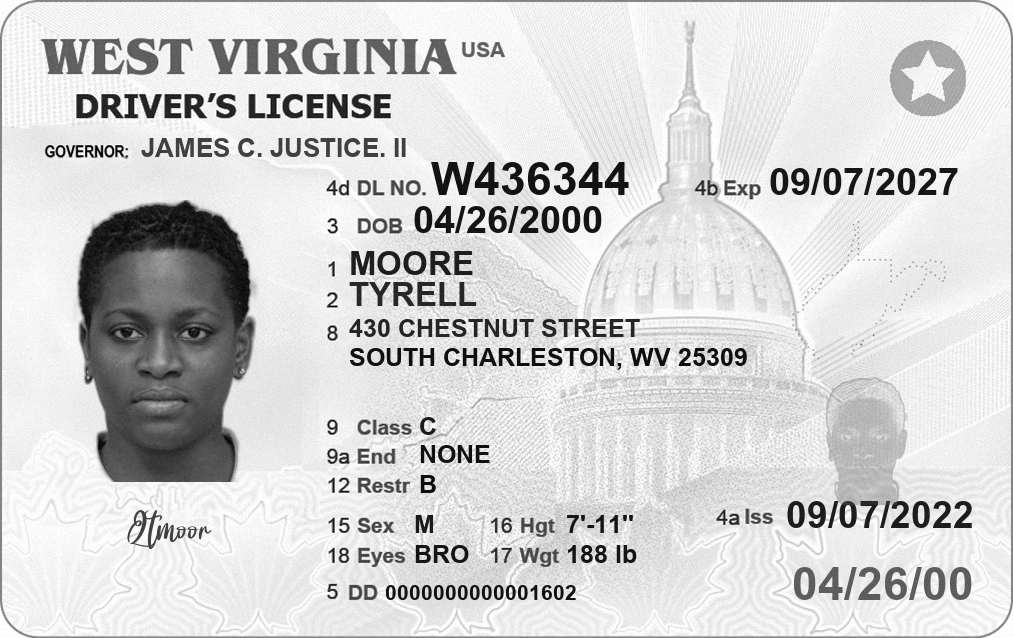 WEST VIRGINIA USA
DRIVER'S LICENSE
GOVERNOR: JAMES C. JUSTICE. II
4d DL NO. W436344 4b Exp 09/07/2027
3 DOB 04/26/2000
1 MOORE
2 TYRELL
8 430 CHESTNUT STREET
SOUTH CHARLESTON, WV 25309
9 Class C
9a End NONE
12 Restr B
15 Sex M 16 Hgt 7'-11"
4a Iss 09/07/2022
18 Eyes BRO 17 Wgt 188 lb
5 DD 0000000000001602
04/26/00